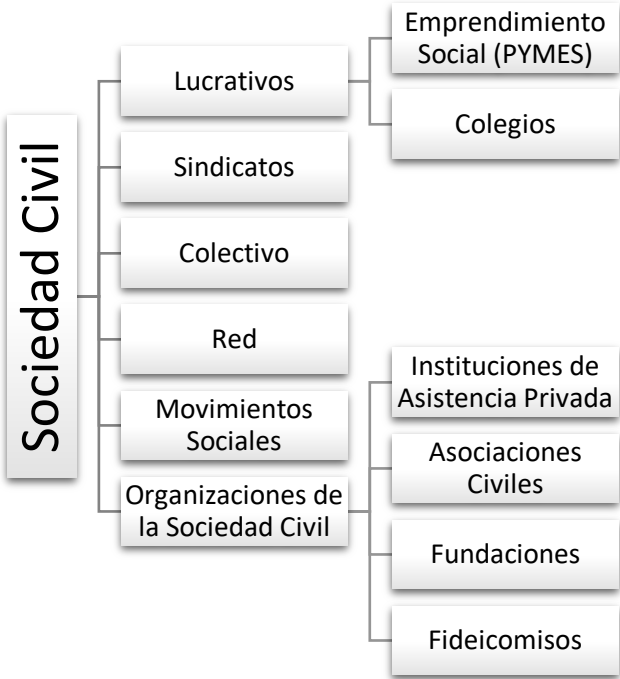 Sociedad Civil
Lucrativos
Emprendimiento
Social (PYMES)
Colegios
Sindicatos
Colectivo
Red
Movimientos
Sociales
Organizaciones de
la Sociedad Civil
Instituciones de
Asistencia Privada
Asociaciones
Civiles
Fundaciones
Fideicomisos